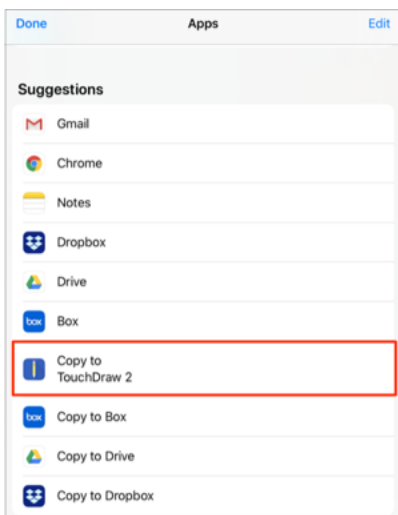 Done Apps Edit
Suggestions
Gmail
Chrome
Notes
Dropbox
Drive
box Box
Copy to
TouchDraw 2
box Copy to Box
Copy to Drive
Copy to Dropbox